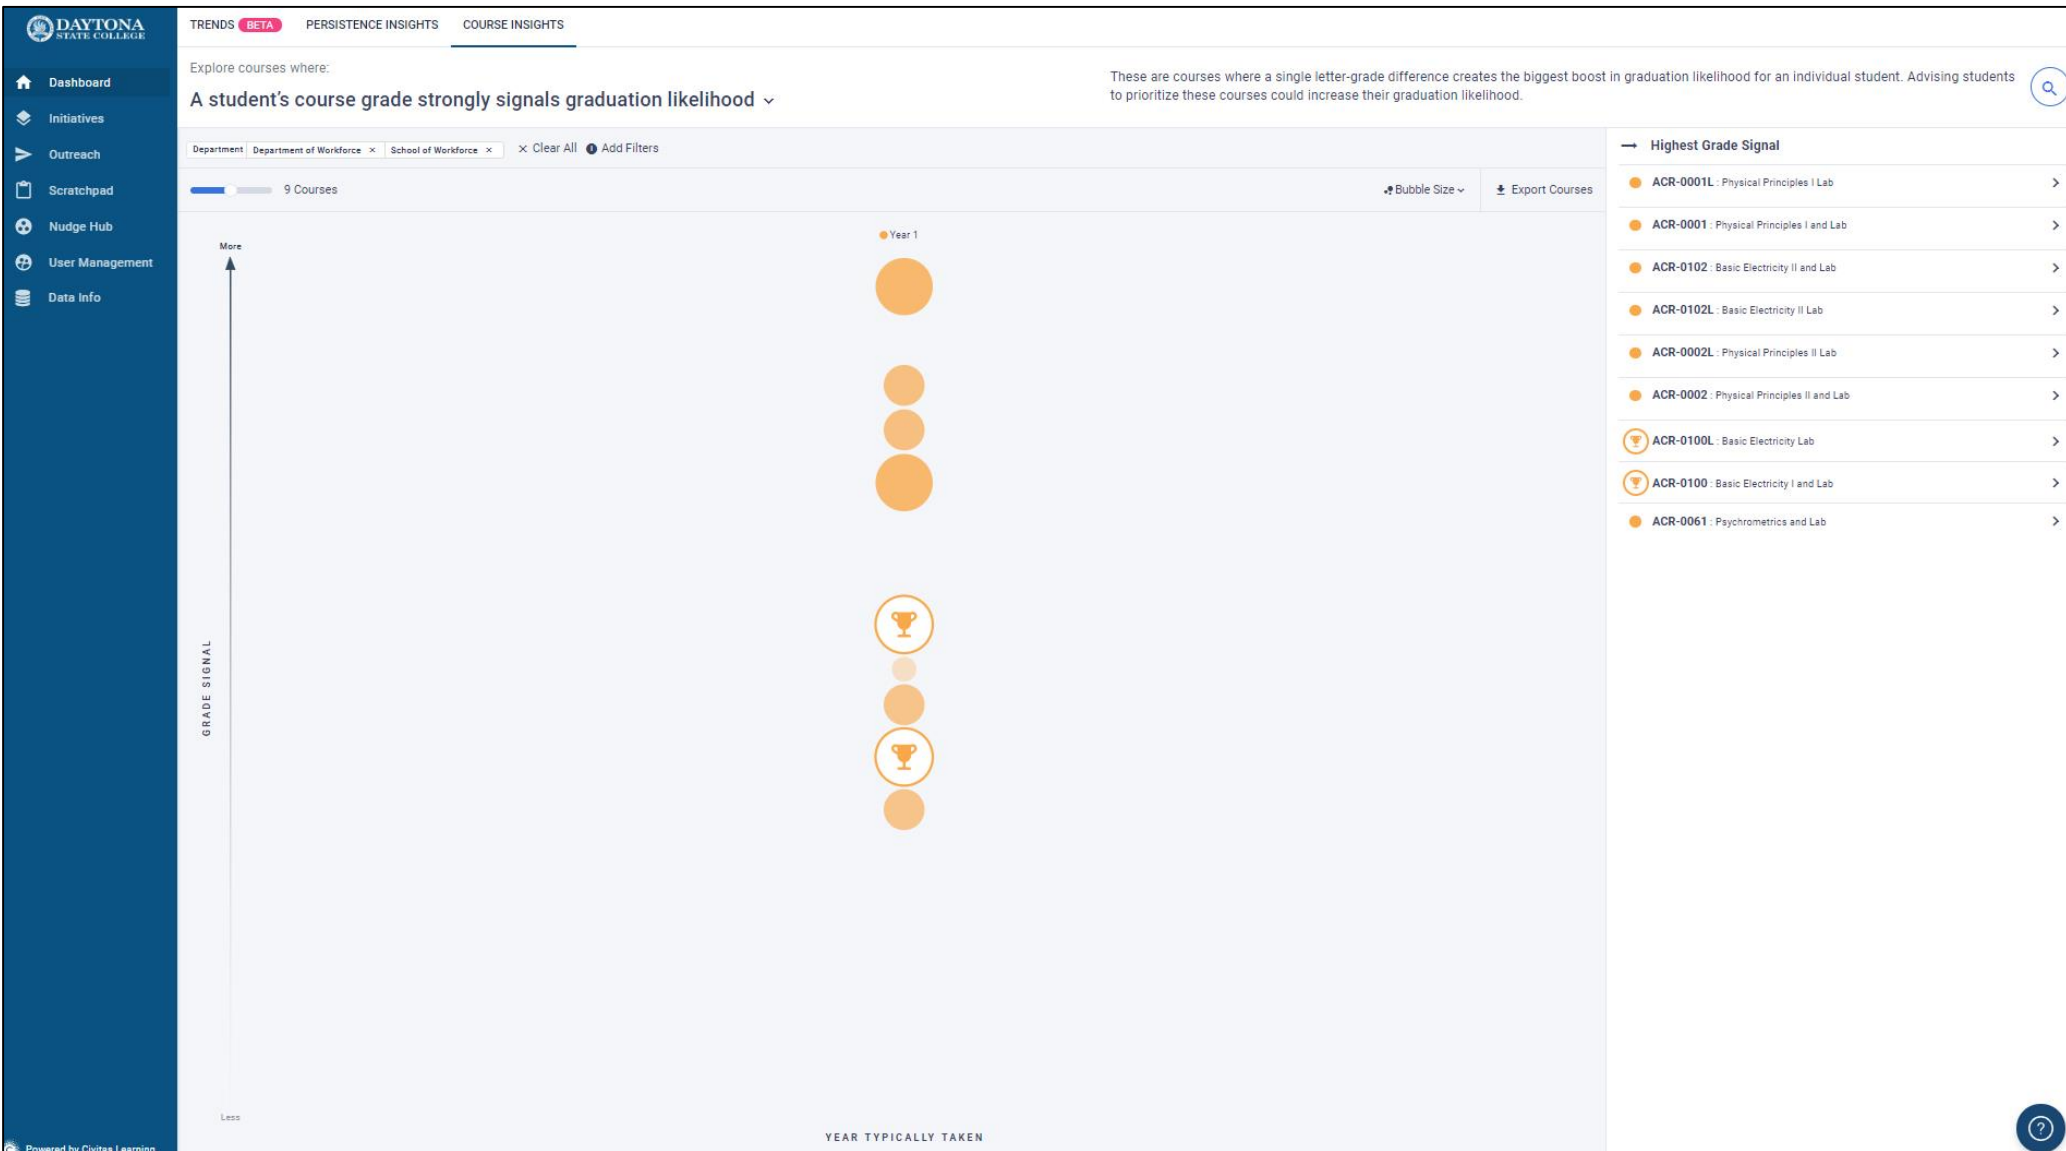 DAYTONA
STATE COLLEGE
TRENDS BETA PERSISTENCE INSIGHTS COURSE INSIGHTS
Dashboard
Initiatives
Outreach
Scratchpad
Nudge Hub
User Management
Data Info
Powered by Civitas Learning
Explore courses where:
A student's course grade strongly signals graduation likelihood
These are courses where a single letter-grade difference creates the biggest boost in graduation likelihood for an individual student. Advising students
to prioritize these courses could increase their graduation likelihood.
Department Department of Workforce × School of Workforce × × Clear All Add Filters
9 Courses
Bubble Size
Export Courses
Year 1
More
GRADE SIGNAL
Less
YEAR TYPICALLY TAKEN
Highest Grade Signal
ACR-0001L : Physical Principles I Lab
ACR-0001 : Physical Principles I and Lab
ACR-0102 : Basic Electricity II and Lab
ACR-0102L : Basic Electricity II Lab
ACR-0002L : Physical Principles II Lab
ACR-0002 : Physical Principles II and Lab
ACR-0100L : Basic Electricity Lab
ACR-0100 : Basic Electricity I and Lab
ACR-0061 : Psychrometrics and Lab
?